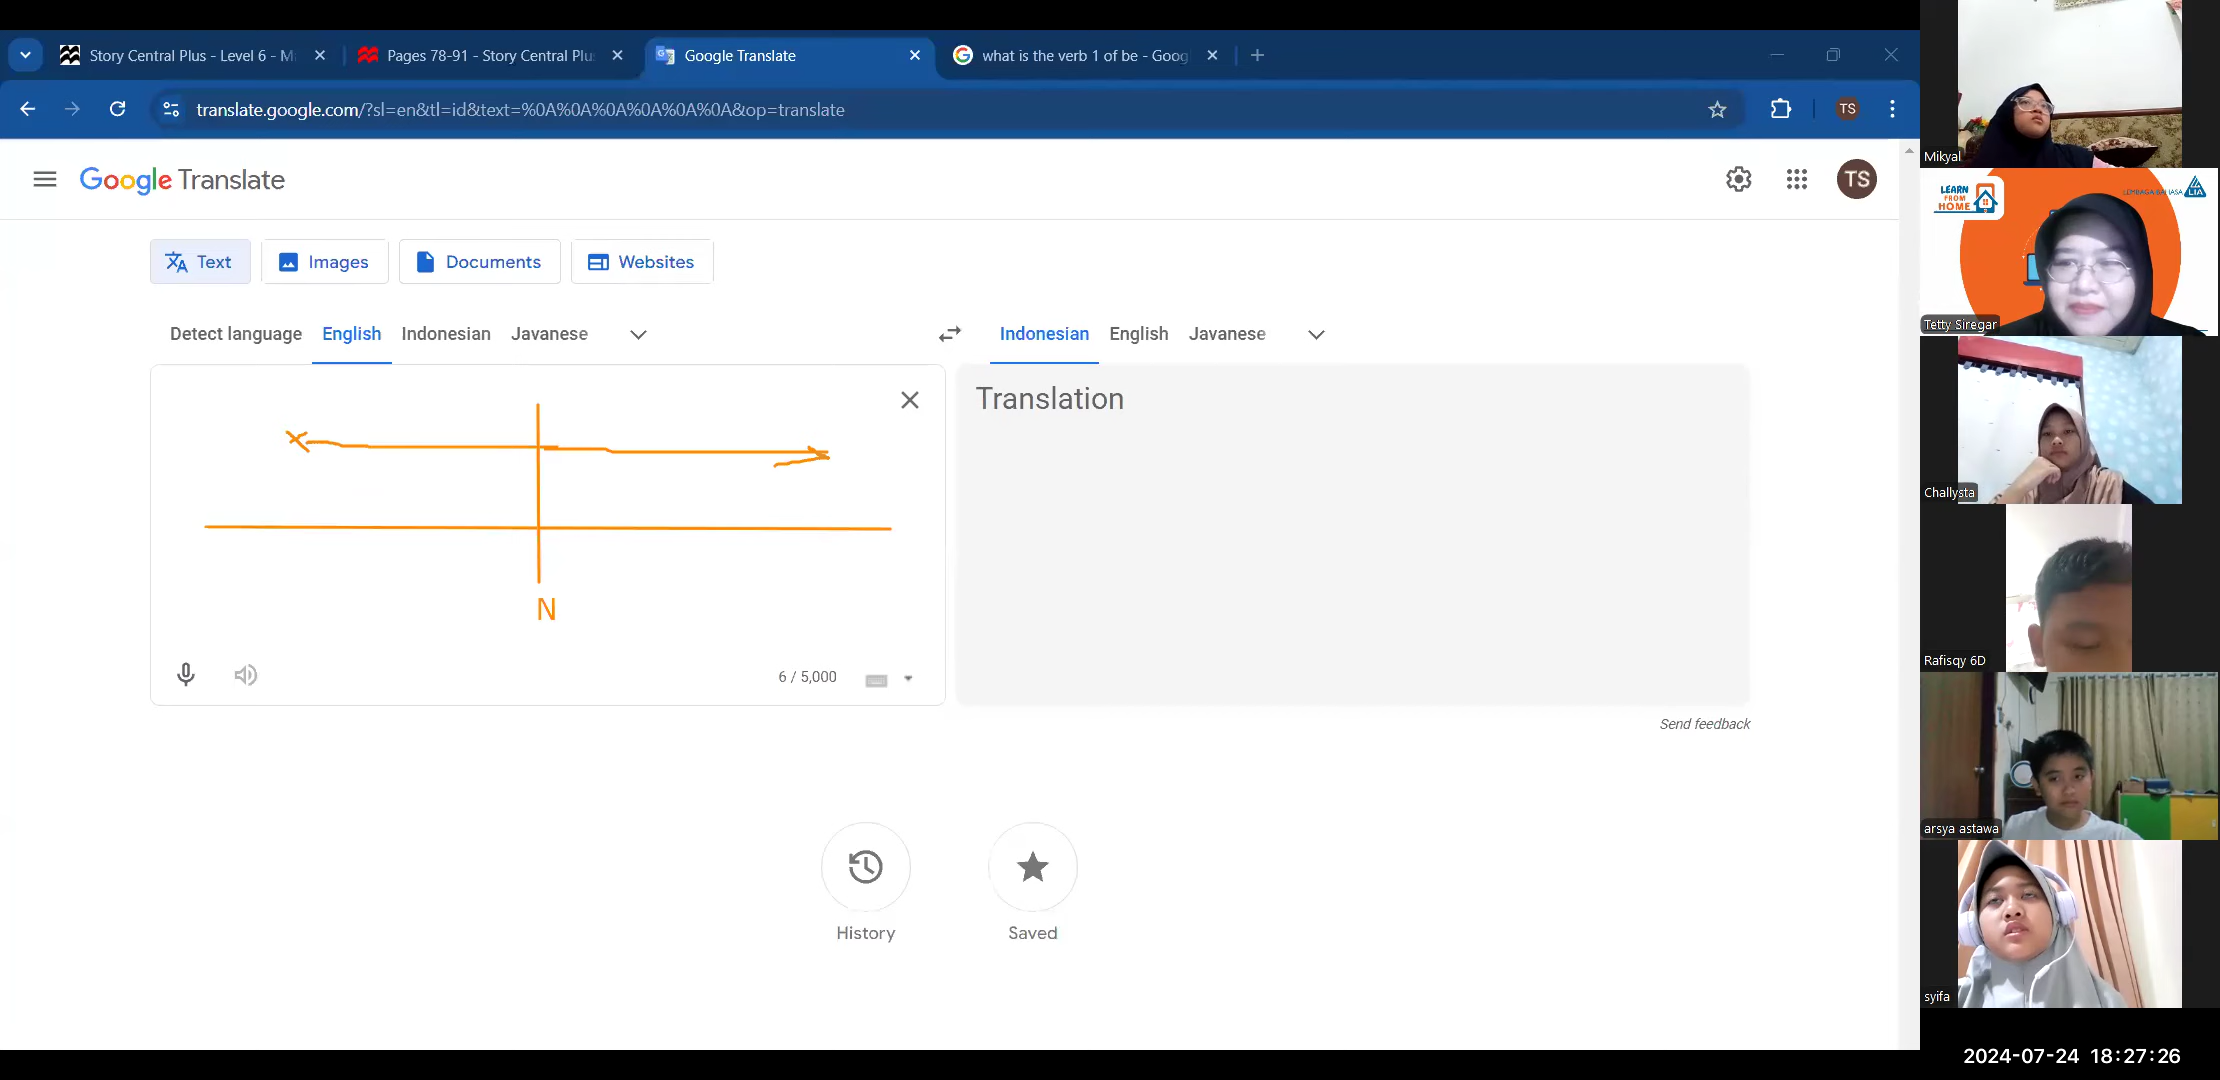 Story Central Plus - Level 6 - M
Pages 78-91 - Story Central Plu
Google Translate
what is the verb 1 of be - Goog
translate.google.com/?sl=en&tl=id&text=%0A%0A%0A%0A%0A%0A&op=translate
TS
Google Translate
TS
Text
Images
Documents
Websites
Detect language
English
Indonesian
Javanese
Indonesian
English
Javanese
Translation
N
6 / 5,000
Send feedback
History
Saved
Mikyal
LEARN
FROM
HOME
LEMBAGA BAHASA
LIA
Tetty Siregar
Challysta
Rafisqy 6D
arsya astawa
syifa
2024-07-24 18:27:26